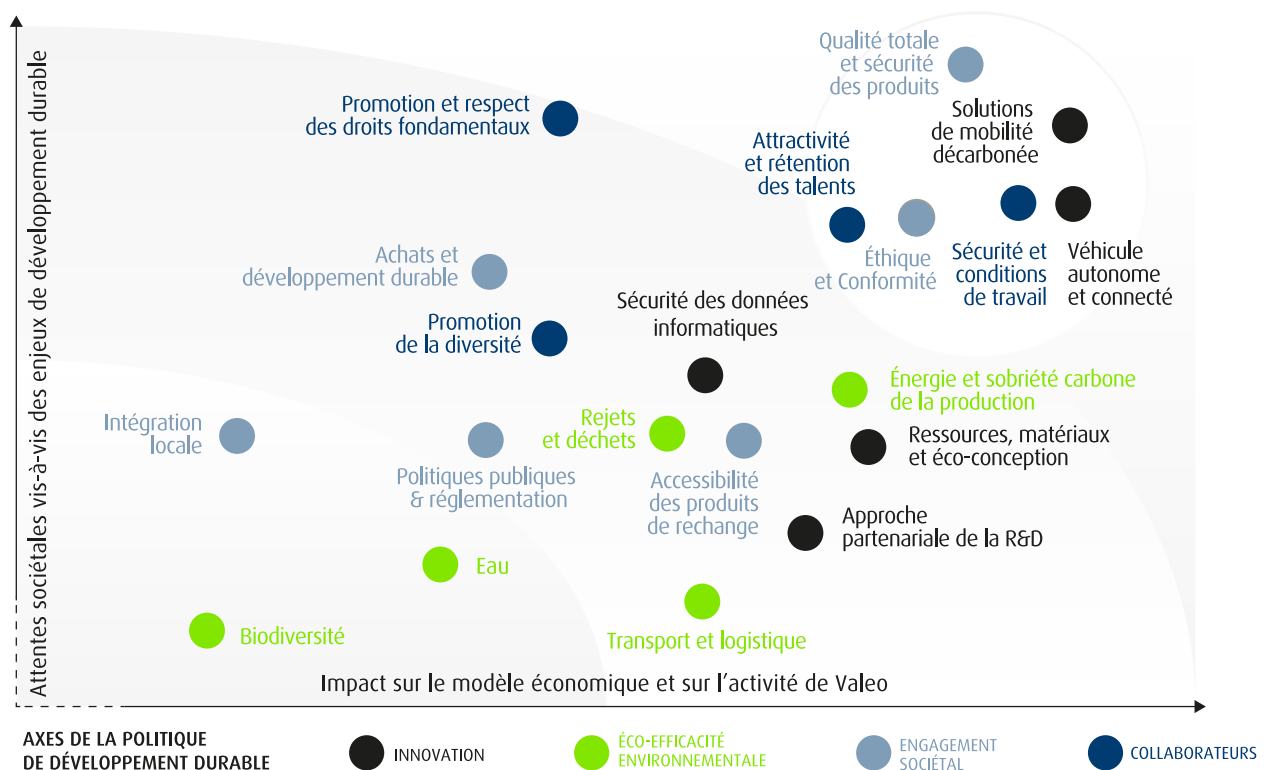 Attentes sociétales vis-à-vis des enjeux de développement durable
Qualité totale
et sécurité
des produits
Promotion et respect
des droits fondamentaux
Solutions
de mobilité
décarbonée
Attractivité
et rétention
des talents
Achats et
développement durable
Éthique
et Conformité
Sécurité et
conditions
de travail
Véhicule
autonome
et connecté
Sécurité des données
informatiques
Promotion
de la diversité
Énergie et sobriété carbone
de la production
Intégration
locale
Rejets
et déchets
Ressources, matériaux
et éco-conception
Politiques publiques
& réglementation
Accessibilité
des produits
de rechange
Approche
partenariale de la R&D
Eau
Biodiversité
Transport et logistique
Impact sur le modèle économique et sur l'activité de Valeo
AXES DE LA POLITIQUE
DE DÉVELOPPEMENT DURABLE
INNOVATION
ÉCO-EFFICACITÉ
ENVIRONNEMENTALE
ENGAGEMENT
SOCIÉTAL
COLLABORATEURS